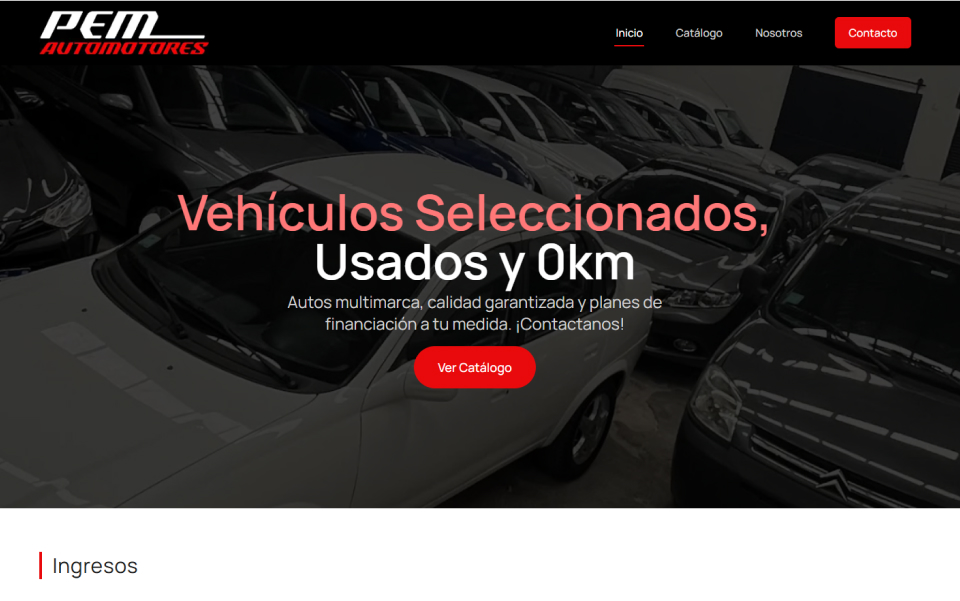 PEM
AUTOMOTORES
Inicio
Catálogo
Nosotros
Contacto
Vehículos Seleccionados,
Usados y 0km
Autos multimarca, calidad garantizada y planes de
financiación a tu medida. ¡Contactanos!
Ver Catálogo
Ingresos